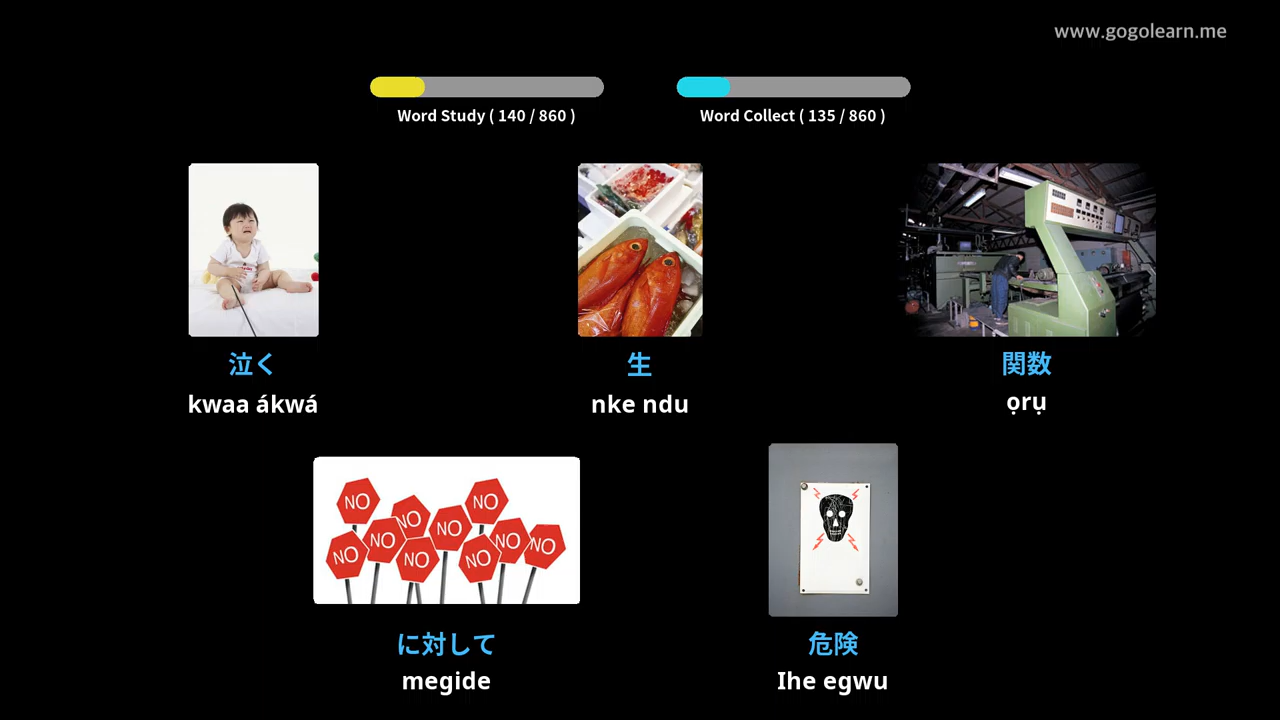 www.gogolearn.me
Word Study ( 140 / 860 )
Word Collect ( 135 / 860 )
泣く
kwaa ákwá
生
nke ndu
関数
ọrụ
NO
NO
NO
NO
NO
NO
NO
NO
NO
NO
に対して
megide
危険
Ihe egwu